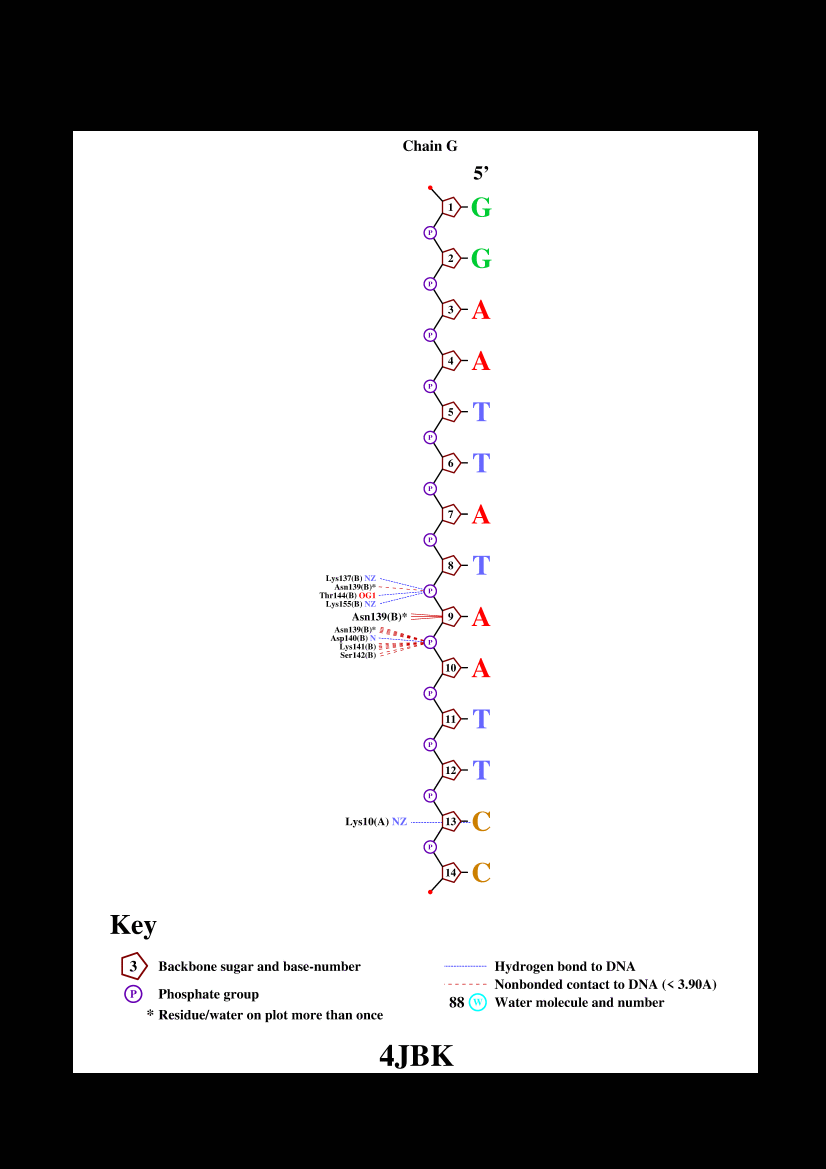 Chain G
5’
1 G
P
2 G
P
3 A
P
4 A
P
5 T
P
6 T
P
7 A
P
8 T
Lys137(B) NZ
Asn139(B)*
P
Thr144(B) OG1
Lys155(B) NZ
Asn139(B)* 9 A
Asn139(B)*
Asp140(B) N
P
Lys141(B)
Ser142(B)
10 A
P
11 T
P
12 T
P
Lys10(A) NZ 13 C
P
14 C
Key
3 Backbone sugar and base-number
P Phosphate group
* Residue/water on plot more than once
Hydrogen bond to DNA
Nonbonded contact to DNA (< 3.90A)
88 W Water molecule and number
4JBK